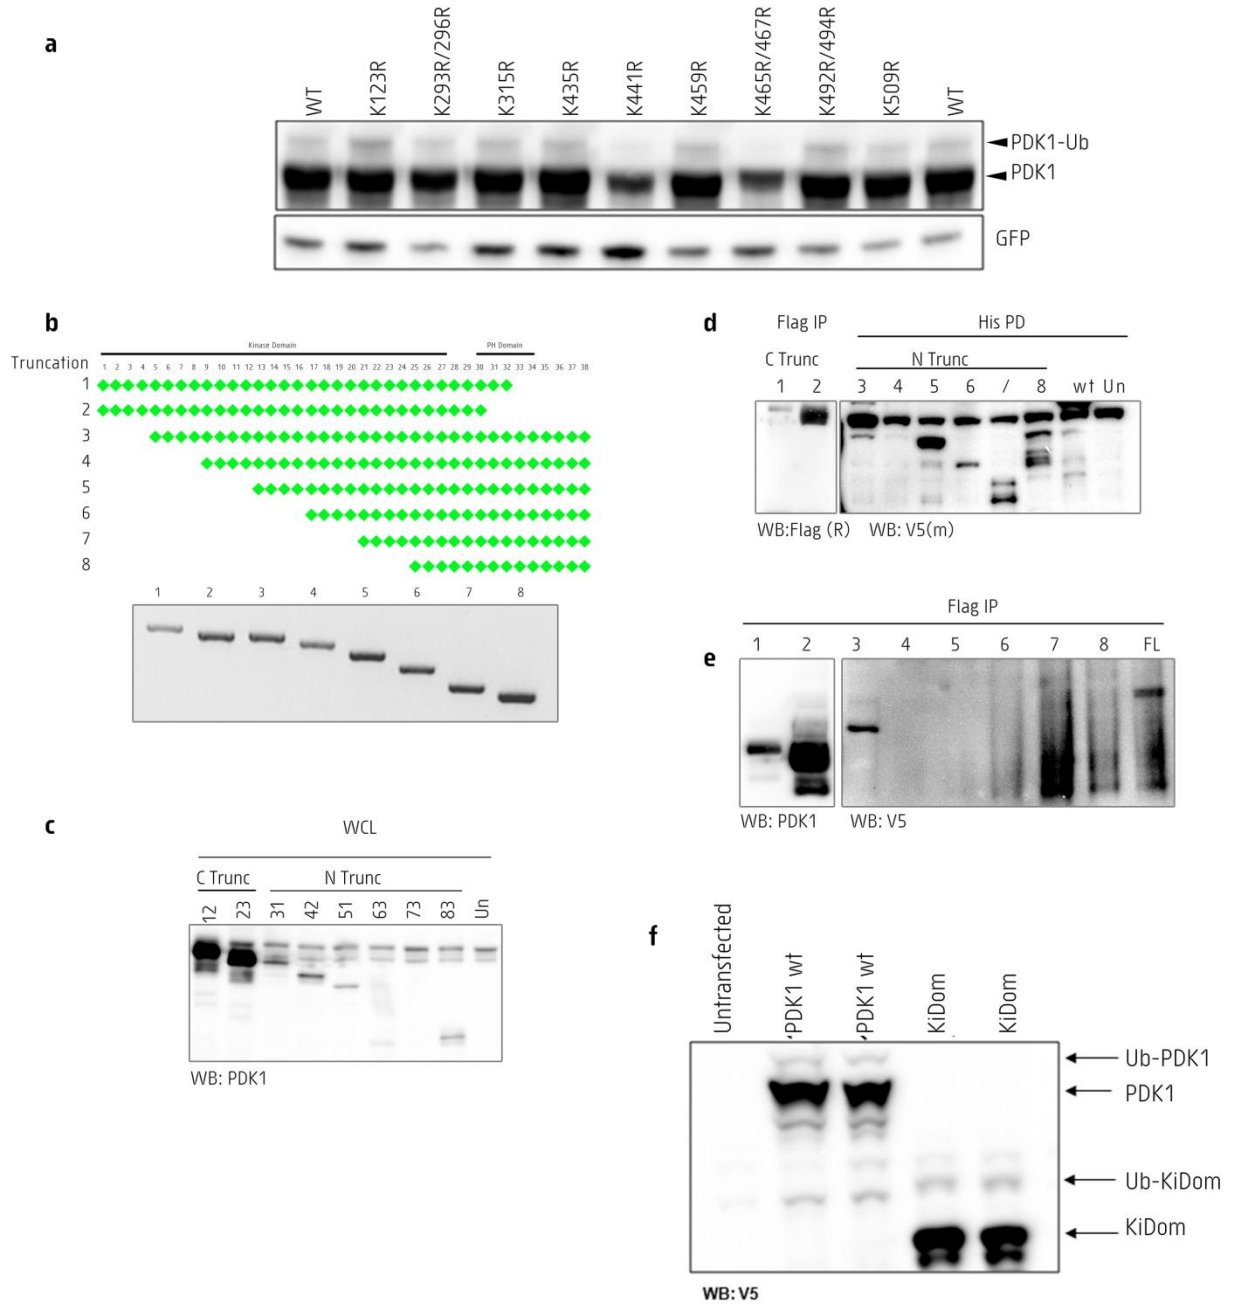 a
WT K123R K293R/296R K315R K435R K441R K459R K465R/467R K492R/494R K509R WT
PDK1-Ub
PDK1
GFP
b
Kinase Domain PH Domain
Truncation 1 2 3 4 5 6 7 8 9 10 11 12 13 14 15 16 17 18 19 20 21 22 23 24 25 26 27 28 29 30 31 32 33 34 35 36 37 38
1
2
3
4
5
6
7
8
1 2 3 4 5 6 7 8
c
WCL
C Trunc N Trunc
12 23 31 42 51 63 73 83 Un
WB: PDK1
d
Flag IP His PD
C Trunc N Trunc
1 2 3 4 5 6 / 8 wt Un
WB:Flag (R) WB: V5(m)
e
Flag IP
1 2 3 4 5 6 7 8 FL
WB: PDK1 WB: V5
f
Untransfected PDK1 wt PDK1 wt KiDom KiDom
Ub-PDK1
PDK1
Ub-KiDom
KiDom
WB: V5